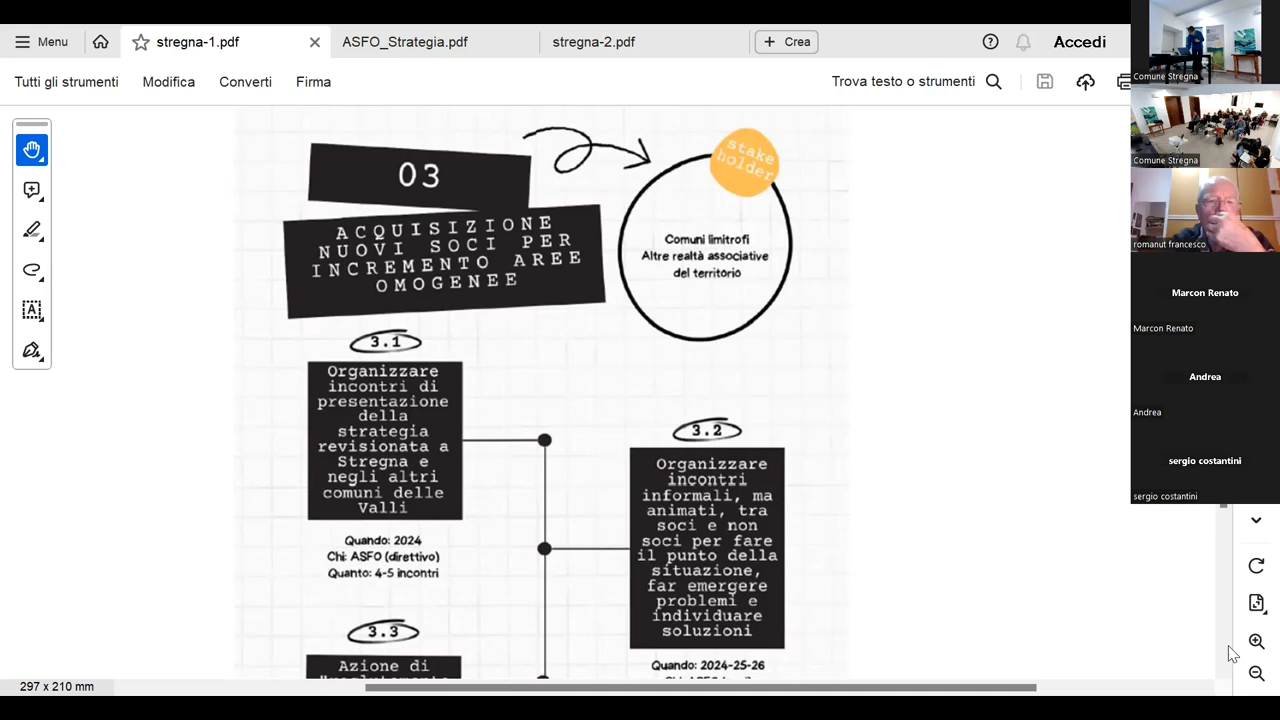 Menu
stregna-1.pdf
ASFO_Strategia.pdf
stregna-2.pdf
Crea
Accedi
Tutti gli strumenti
Modifica
Converti
Firma
Trova testo o strumenti
03
ACQUISIZIONE
NUOVI SOCI PER
INCREMENTO AREE
OMOGENEE
stake
holder
Comuni limitrofi
Altre realtà associative
del territorio
3.1
Organizzare
incontri di
presentazione
della
strategia
revisionata a
Stregna e
negli altri
comuni delle
Valli
Quando: 2024
Chi: ASFO (direttivo)
Quanto: 4-5 incontri
3.2
Organizzare
incontri
informali, ma
animati, tra
soci e non
soci per fare
il punto della
situazione,
far emergere
problemi e
individuare
soluzioni
Quando: 2024-25-26
3.3
Azione di
297 x 210 mm
Comune Stregna
Comune Stregna
romanut francesco
Marcon Renato
Marcon Renato
Andrea
Andrea
sergio costantini
sergio costantini